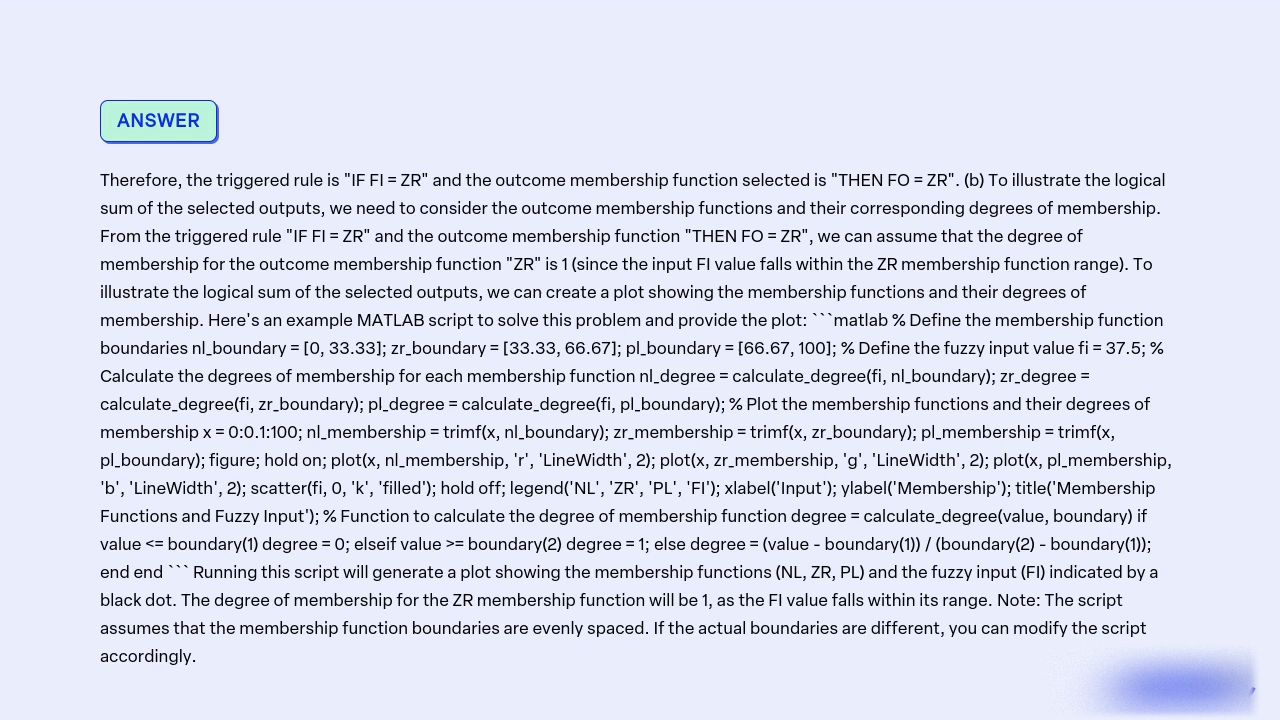 ANSWER
Therefore, the triggered rule is "IF FI = ZR" and the outcome membership function selected is "THEN FO = ZR". (b) To illustrate the logical
sum of the selected outputs, we need to consider the outcome membership functions and their corresponding degrees of membership.
From the triggered rule "IF FI = ZR" and the outcome membership function "THEN FO = ZR", we can assume that the degree of
membership for the outcome membership function "ZR" is 1 (since the input FI value falls within the ZR membership function range). To
illustrate the logical sum of the selected outputs, we can create a plot showing the membership functions and their degrees of
membership. Here's an example MATLAB script to solve this problem and provide the plot: ```matlab % Define the membership function
boundaries nl_boundary = [0, 33.33]; zr_boundary = [33.33, 66.67]; pl_boundary = [66.67, 100]; % Define the fuzzy input value fi = 37.5; %
Calculate the degrees of membership for each membership function nl_degree = calculate_degree(fi, nl_boundary); zr_degree =
calculate_degree(fi, zr_boundary); pl_degree = calculate_degree(fi, pl_boundary); % Plot the membership functions and their degrees of
membership x = 0:0.1:100; nl_membership = trimf(x, nl_boundary); zr_membership = trimf(x, zr_boundary); pl_membership = trimf(x,
pl_boundary); figure; hold on; plot(x, nl_membership, 'r', 'LineWidth', 2); plot(x, zr_membership, 'g', 'LineWidth', 2); plot(x, pl_membership,
'b', 'LineWidth', 2); scatter(fi, 0, 'k', 'filled'); hold off; legend('NL', 'ZR', 'PL', 'FI'); xlabel('Input'); ylabel('Membership'); title('Membership
Functions and Fuzzy Input'); % Function to calculate the degree of membership function degree = calculate_degree(value, boundary) if
value <= boundary(1) degree = 0; elseif value >= boundary(2) degree = 1; else degree = (value - boundary(1)) / (boundary(2) - boundary(1));
end end ``` Running this script will generate a plot showing the membership functions (NL, ZR, PL) and the fuzzy input (FI) indicated by a
black dot. The degree of membership for the ZR membership function will be 1, as the FI value falls within its range. Note: The script
assumes that the membership function boundaries are evenly spaced. If the actual boundaries are different, you can modify the script
accordingly.